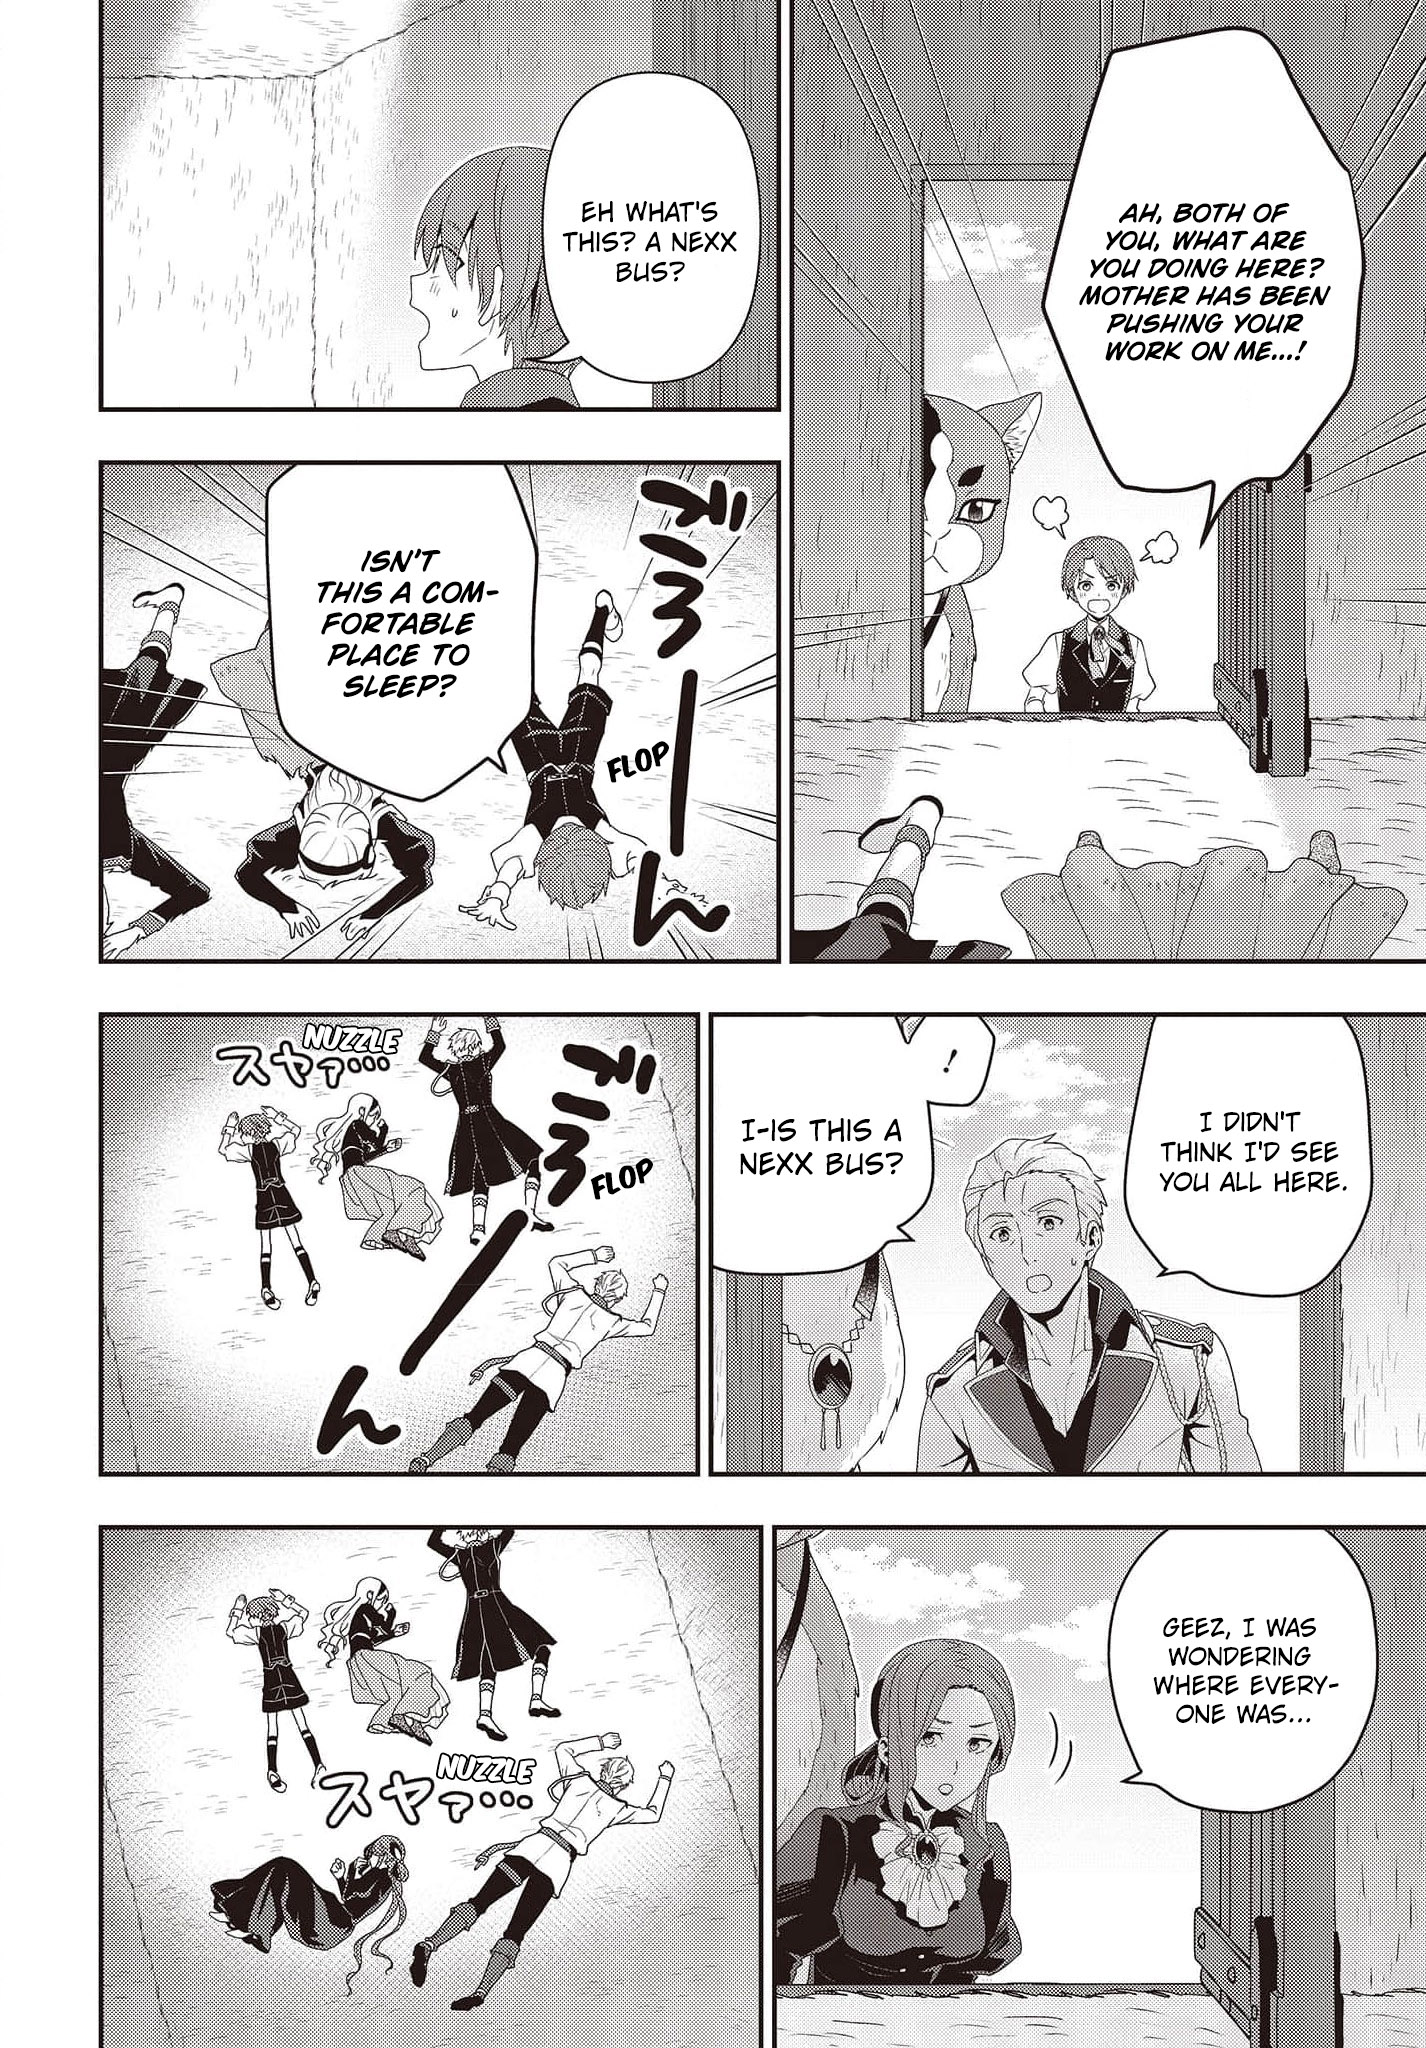 AH, BOTH OF
YOU, WHAT ARE
YOU DOING HERE?
MOTHER HAS BEEN
PUSHING YOUR
WORK ON ME...!
EH WHAT'S
THIS? A NEXX
BUS?
ISN'T
THIS A COM-
FORTABLE
PLACE TO
SLEEP?
でろーん
FLOP
I DIDN'T
THINK I'D SEE
YOU ALL HERE.
!
I-IS THIS A
NEXX BUS?
NUZZLE
スヤァ…
でろーん
FLOP
GEEZ, I WAS
WONDERING
WHERE EVERY-
ONE WAS...
NUZZLE
スヤァ…